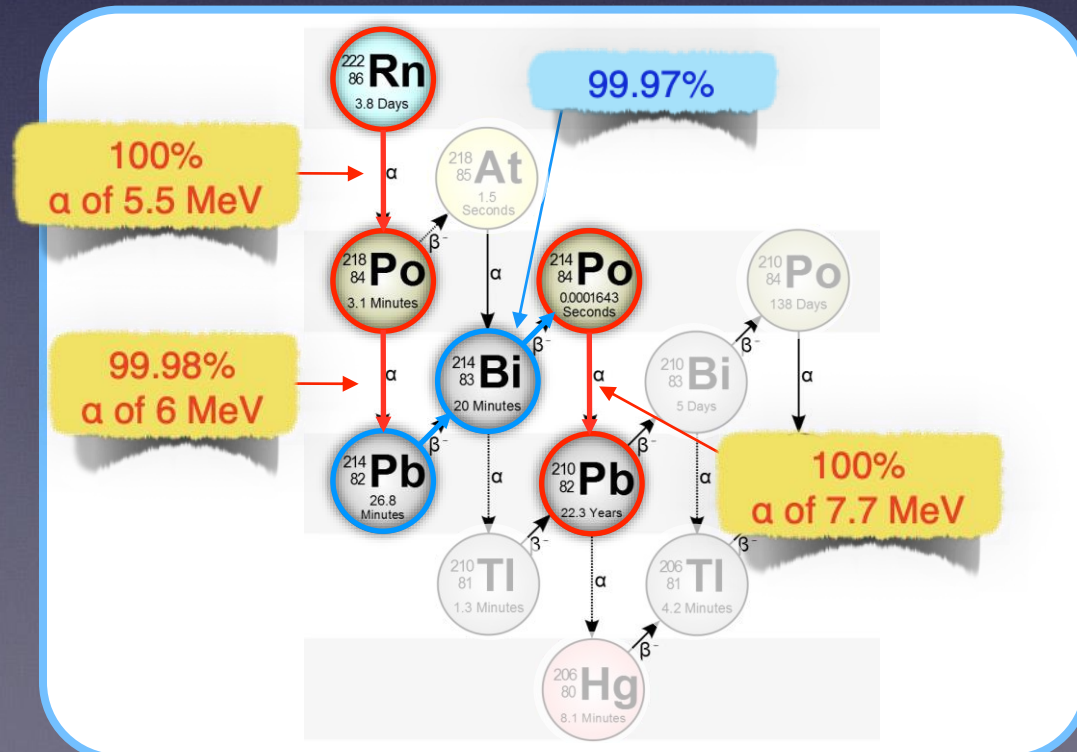 222
86 Rn
3.8 Days
99.97%
100%
α of 5.5 MeV
α
218
85 At
1.5
Seconds
β⁻
218
84 Po
3.1 Minutes
α
214
84 Po
0.0001643
Seconds
210
84 Po
138 Days
99.98%
α of 6 MeV
α
214
83 Bi
20 Minutes
β⁻
α
210
83 Bi
5 Days
β⁻
α
214
82 Pb
26.8
Minutes
β⁻
α
210
82 Pb
22.3 Years
β⁻
α
100%
α of 7.7 MeV
210
81 Tl
1.3 Minutes
β⁻
α
206
81 Tl
4.2 Minutes
β⁻
206
80 Hg
8.1 Minutes
β⁻